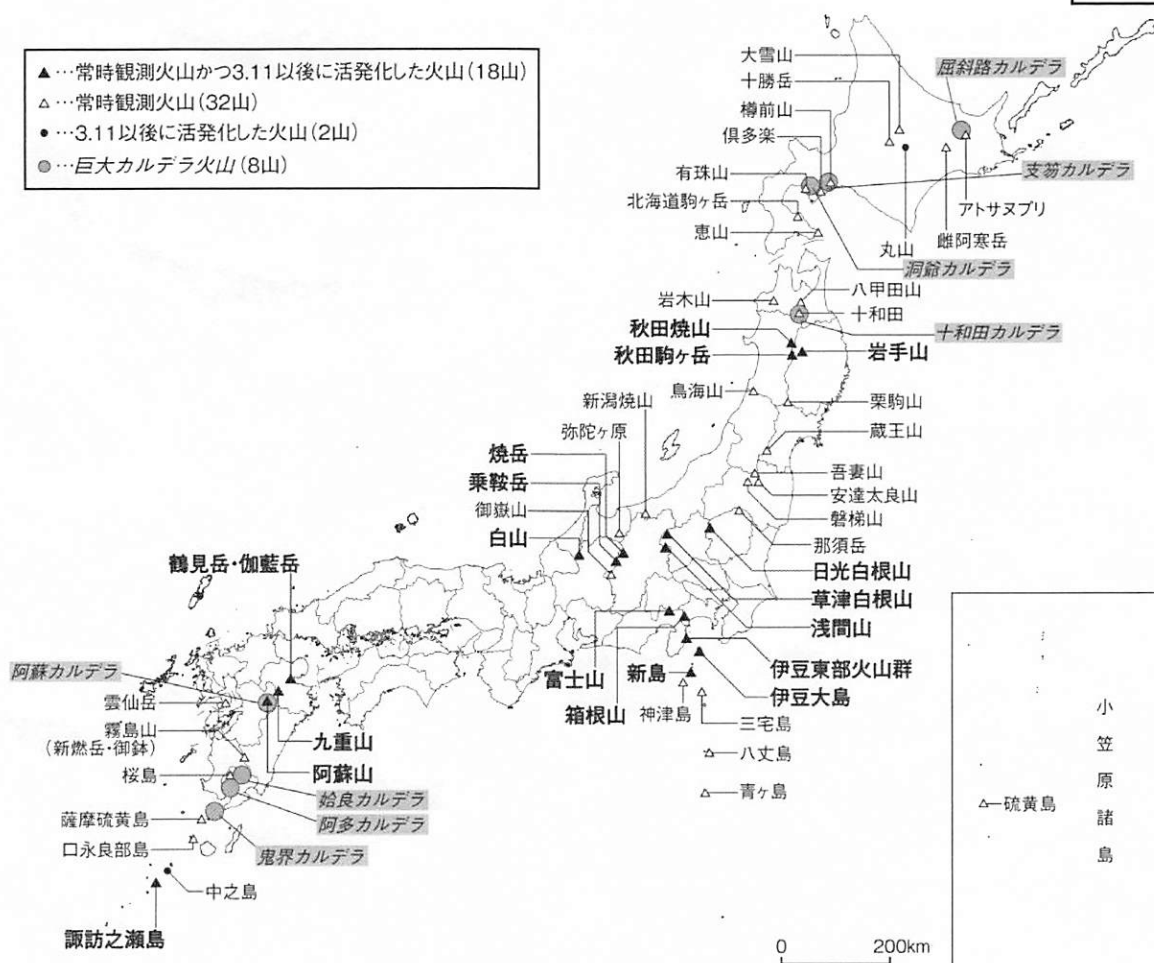 ▲…常時観測火山かつ3.11以後に活発化した火山(18山)
△…常時観測火山(32山)
●…3.11以後に活発化した火山(2山)
●…巨大カルデラ火山(8山)
大雪山
十勝岳
屈斜路カルデラ
樽前山
倶多楽
有珠山
支笏カルデラ
北海道駒ヶ岳
アトサヌプリ
恵山
丸山
雌阿寒岳
洞爺カルデラ
八甲田山
岩木山
十和田
秋田焼山
十和田カルデラ
秋田駒ヶ岳
岩手山
鳥海山
新潟焼山
栗駒山
弥陀ヶ原
蔵王山
焼岳
吾妻山
乗鞍岳
安達太良山
御嶽山
磐梯山
白山
那須岳
鶴見岳・伽藍岳
日光白根山
草津白根山
浅間山
阿蘇カルデラ
富士山
新島
伊豆東部火山群
雲仙岳
箱根山
神津島
伊豆大島
霧島山
(新燃岳・御鉢)
九重山
三宅島
桜島
阿蘇山
八丈島
姶良カルデラ
青ヶ島
薩摩硫黄島
阿多カルデラ
口永良部島
鬼界カルデラ
中之島
諏訪之瀬島
硫黄島
小笠原諸島
0 200km